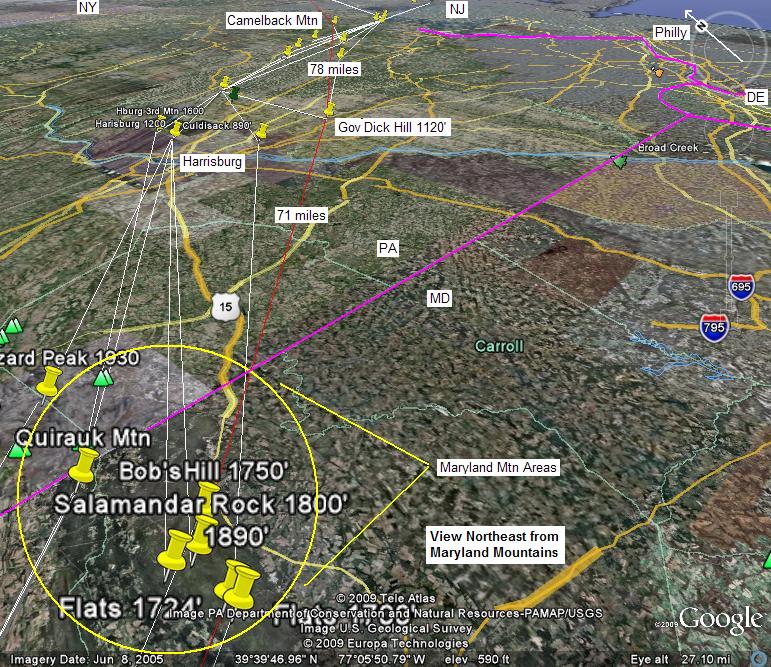 NY
Camelback Mtn
NJ
Philly
N
78 miles
DE
Hburg 3rd Mtn 1600
Harisburg 1200
Culdisack 890'
Gov Dick Hill 1120'
Broad Creek
Harrisburg
71 miles
PA
15
MD
695
795
Carroll
zard Peak 1930
Quirauk Mtn
Bob'sHill 1750'
Maryland Mtn Areas
Salamandar Rock 1800'
1890'
View Northeast from
Maryland Mountains
Flats 1724'
© 2009 Tele Atlas
Image PA Department of Conservation and Natural Resources-PAMAP/USGS
Image U.S. Geological Survey
© 2009 Europa Technologies
©2009 Google
Imagery Date: Jun 8, 2005
39°39'46.96" N
77°05'50.79" W
elev 590 ft
Eye alt 27.10 mi